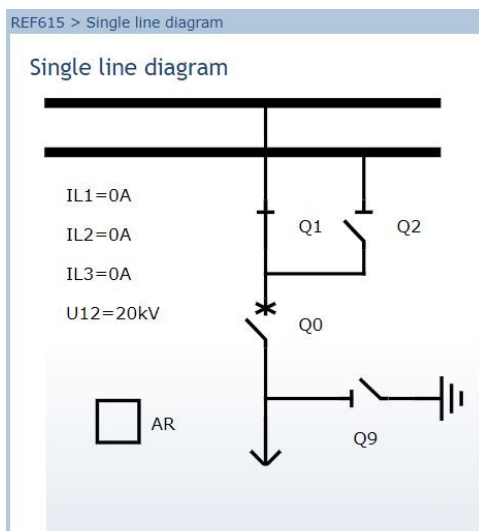 REF615 > Single line diagram
Single line diagram
IL1=0A
Q1
Q2
IL2=0A
IL3=0A
U12=20kV
Q0
AR
Q9